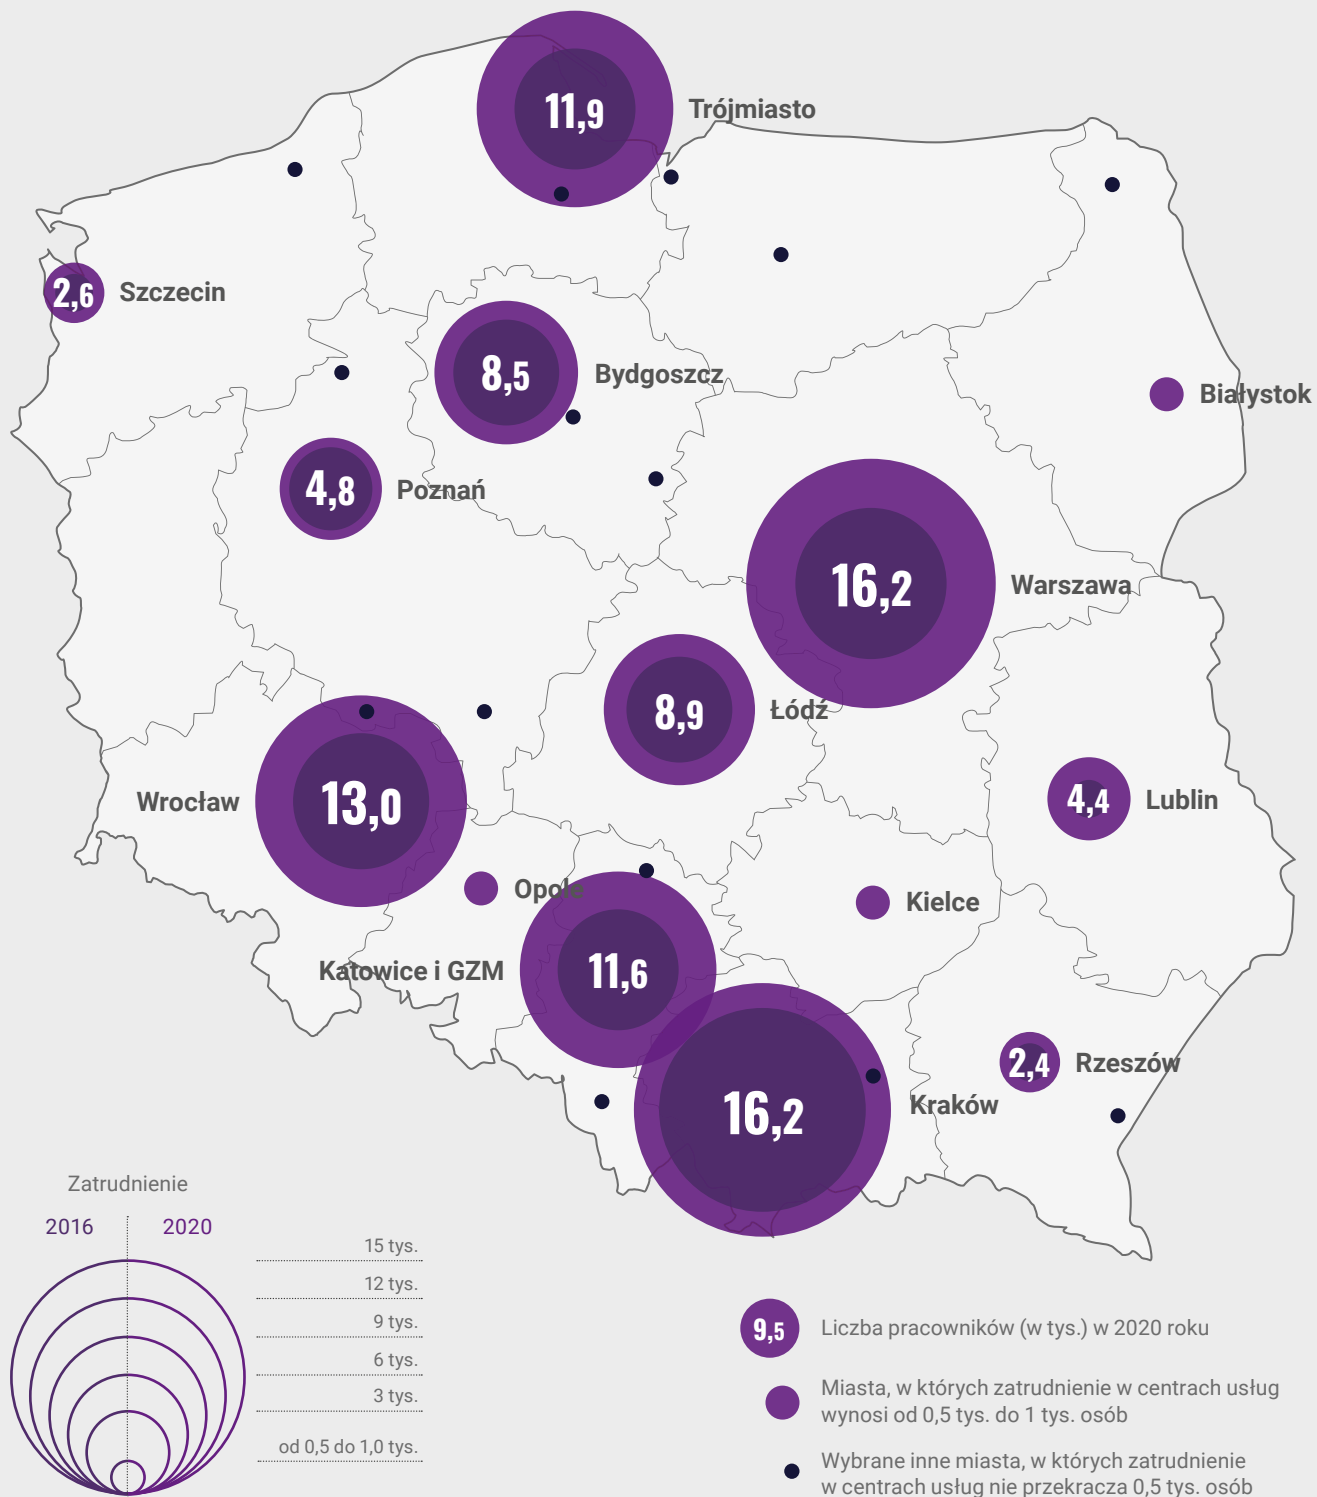 11,9
Trójmiasto
2,6
Szczecin
8,5
Bydgoszcz
Białystok
4,8
Poznań
16,2
Warszawa
8,9
Łódź
13,0
Wrocław
4,4
Lublin
Opole
Kielce
11,6
Katowice i GZM
2,4
Rzeszów
16,2
Kraków
Zatrudnienie
2016
2020
15 tys.
12 tys.
9 tys.
6 tys.
3 tys.
od 0,5 do 1,0 tys.
9,5
Liczba pracowników (w tys.) w 2020 roku
Miasta, w których zatrudnienie w centrach usług
wynosi od 0,5 tys. do 1 tys. osób
Wybrane inne miasta, w których zatrudnienie
w centrach usług nie przekracza 0,5 tys. osób